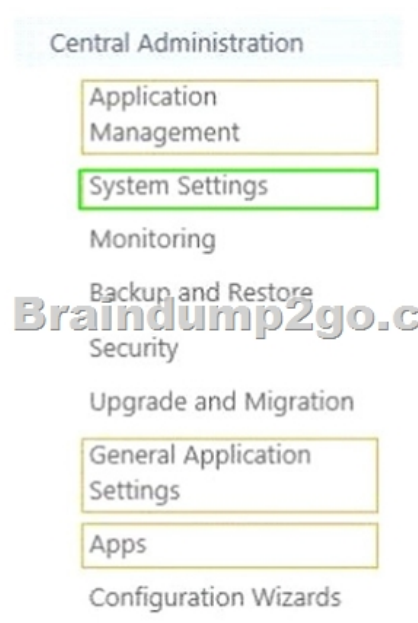 Central Administration
Application
Management
System Settings
Monitoring
Backup and Restore
Braindump2go.c
Security
Upgrade and Migration
General Application
Settings
Apps
Configuration Wizards